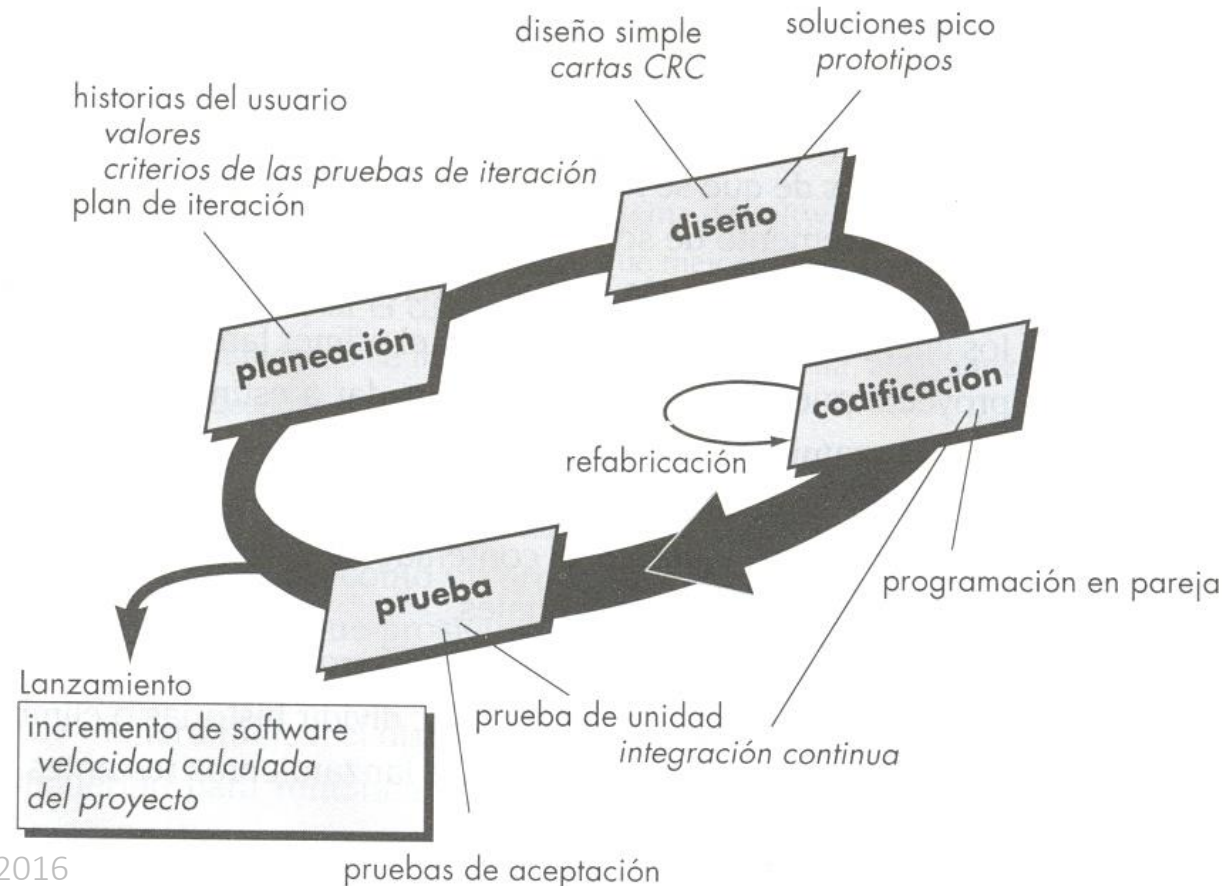 diseño simple
cartas CRC
soluciones pico
prototipos
historias del usuario
valores
criterios de las pruebas de iteración
plan de iteración
diseño
planeación
codificación
refabricación
programación en pareja
prueba
Lanzamiento
incremento de software
velocidad calculada
del proyecto
prueba de unidad
integración continua
pruebas de aceptación
2016